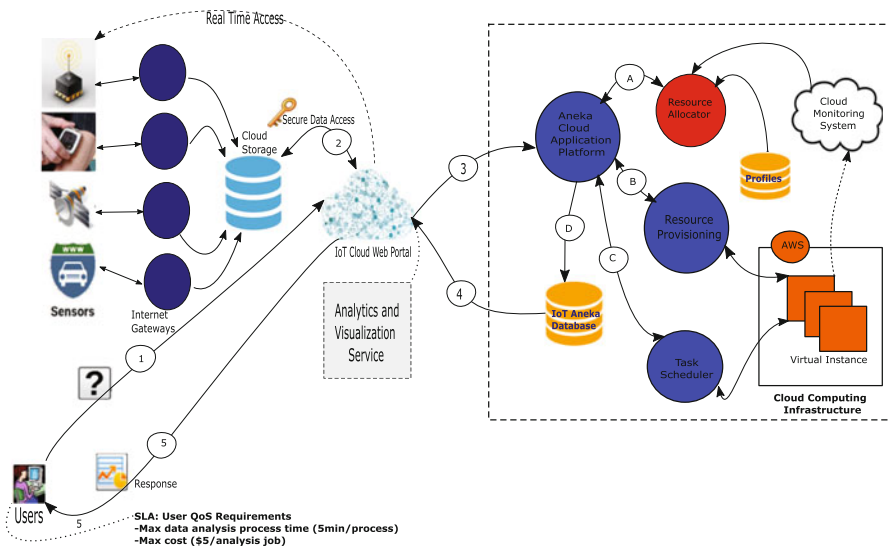 Real Time Access
Secure Data Access
Cloud
Storage
2
IoT Cloud Web Portal
WWW
Sensors
Internet
Gateways
Analytics and
Visualization
Service
1
?
5
Response
Users
5
SLA: User QoS Requirements
-Max data analysis process time (5min/process)
-Max cost ($5/analysis job)
3
4
Aneka
Cloud
Application
Platform
A
Resource
Allocator
Cloud
Monitoring
System
Profiles
B
Resource
Provisioning
C
D
IoT Aneka
Database
Task
Scheduler
AWS
Virtual Instance
Cloud Computing
Infrastructure